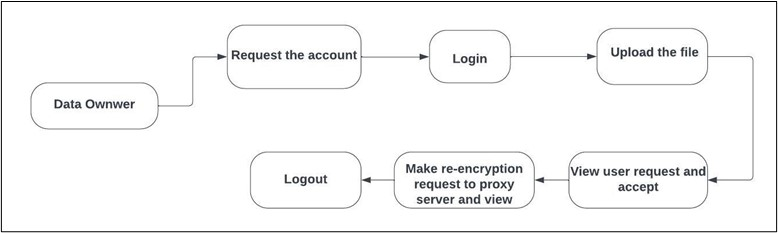 Data Ownwer
Request the account
Login
Upload the file
View user request and
accept
Make re-encryption
request to proxy
server and view
Logout